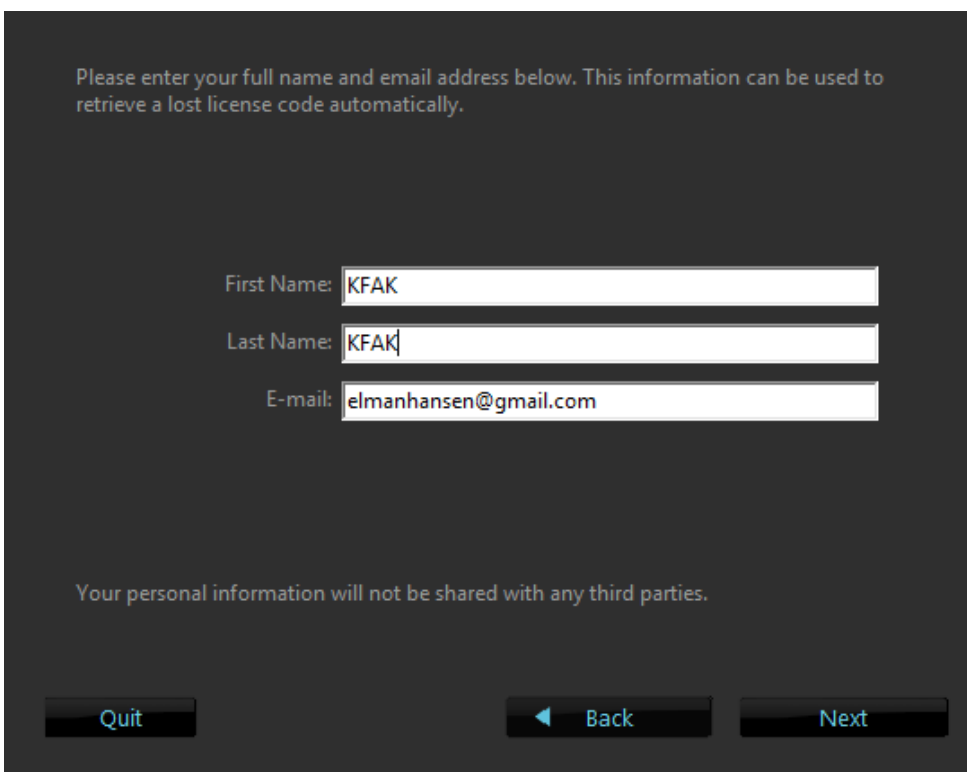 Please enter your full name and email address below. This information can be used to
retrieve a lost license code automatically.
First Name: KFAK
Last Name: KFAK
E-mail: elmanhansen@gmail.com
Your personal information will not be shared with any third parties.
Quit Back Next